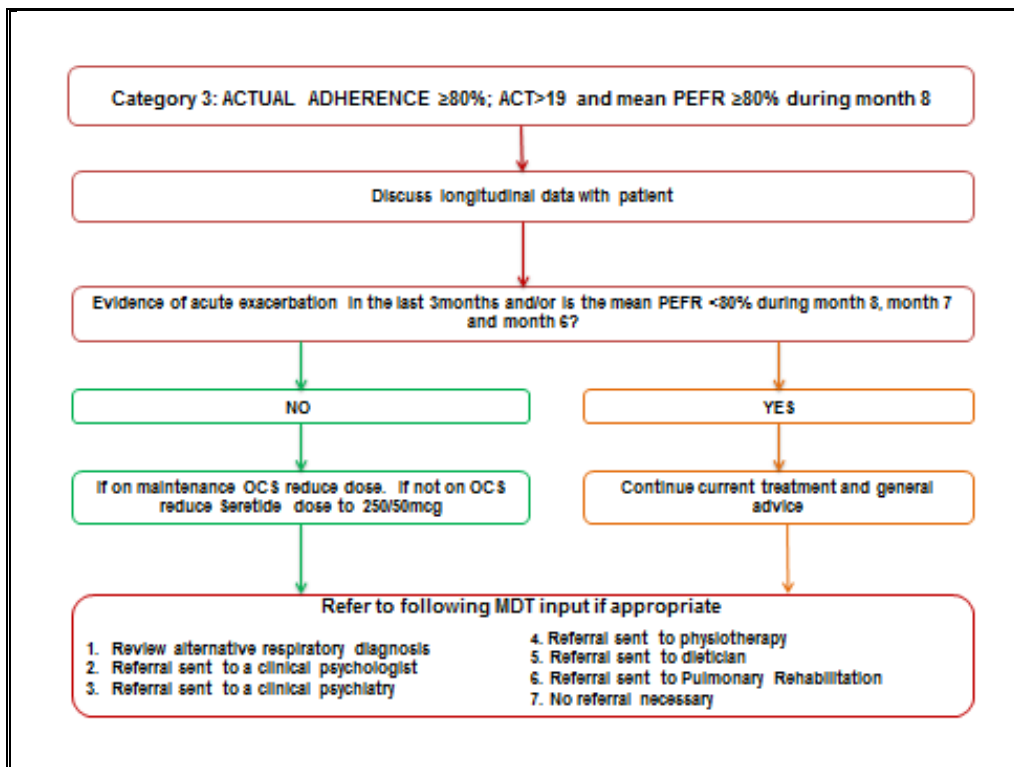 Category 3: ACTUAL ADHERENCE ≥80%; ACT>19 and mean PEFR ≥80% during month 8
Discuss longitudinal data with patient
Evidence of acute exacerbation in the last 3months and/or is the mean PEFR <80% during month 8, month 7
and month 6?
NO
YES
If on maintenance OCS reduce dose. If not on OCS
reduce Seretide dose to 250/50mcg
Continue current treatment and general
advice
Refer to following MDT input if appropriate
1. Review alternative respiratory diagnosis
2. Referral sent to a clinical psychologist
3. Referral sent to a clinical psychiatry
4. Referral sent to physiotherapy
5. Referral sent to dietician
6. Referral sent to Pulmonary Rehabilitation
7. No referral necessary